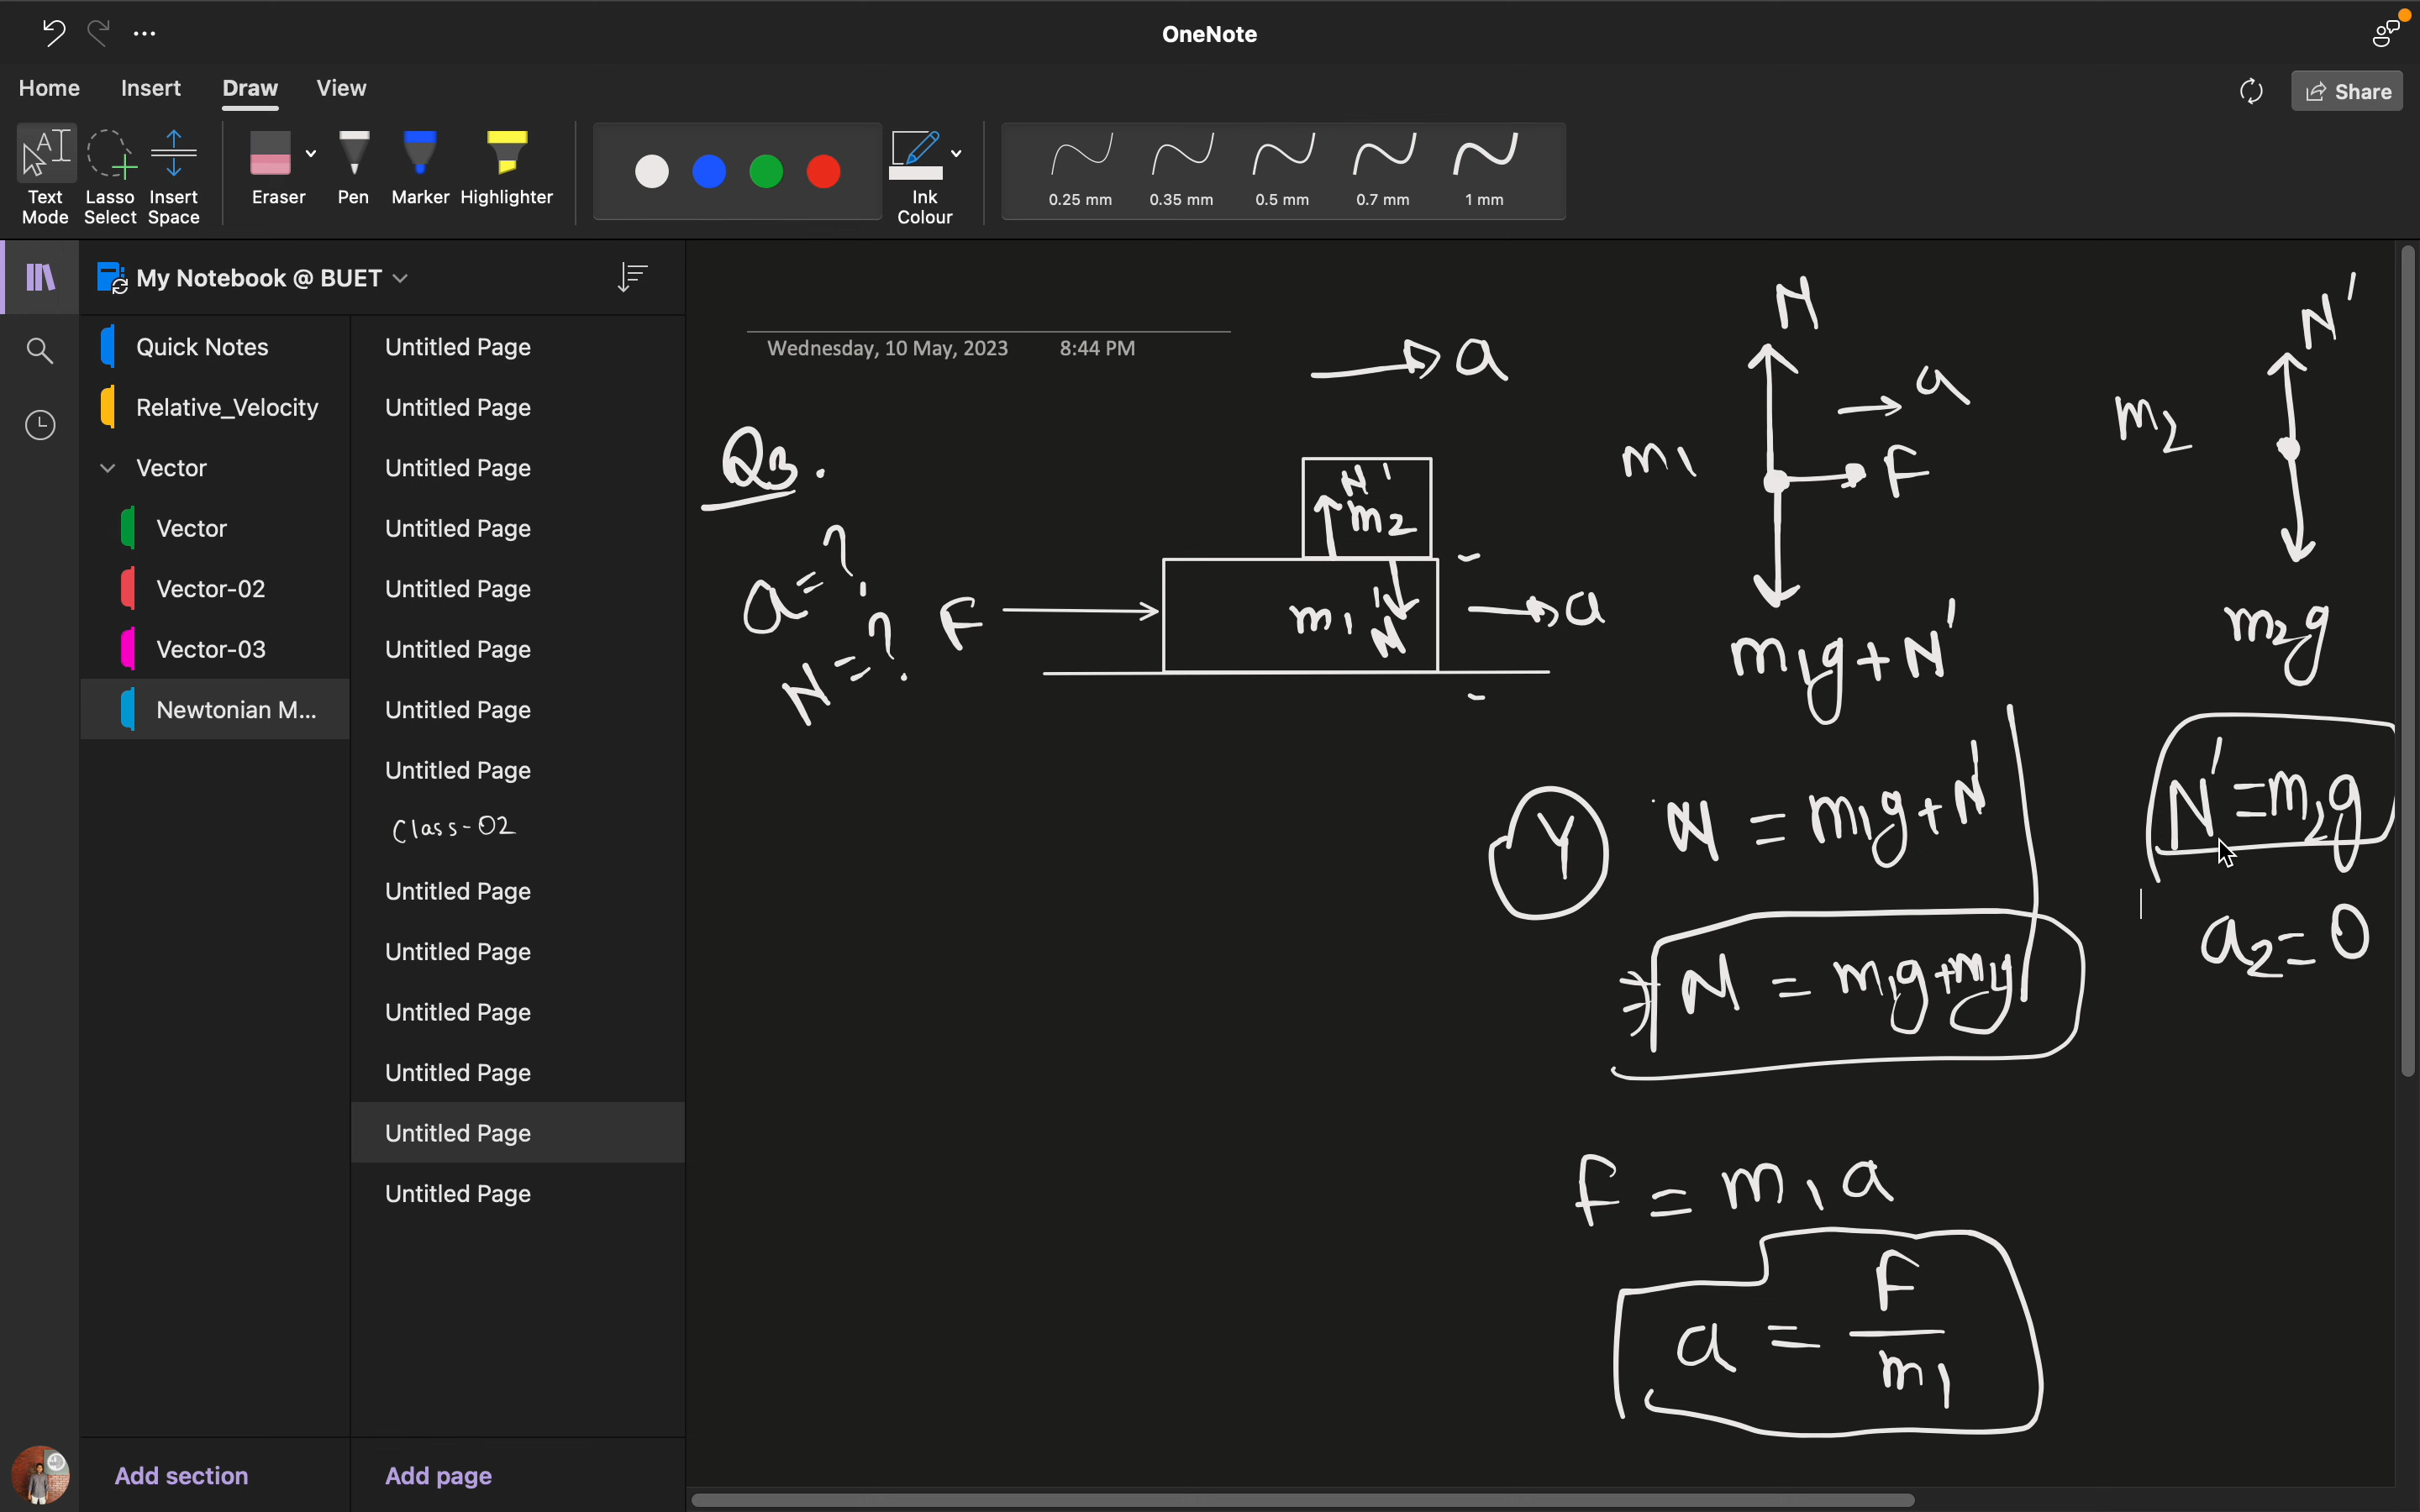 OneNote
Home Insert Draw View
Share
Text Mode
Lasso Select
Insert Space
Eraser
Pen
Marker
Highlighter
Ink Colour
0.25 mm
0.35 mm
0.5 mm
0.7 mm
1 mm
My Notebook @ BUET
Quick Notes
Relative_Velocity
Vector
Vector
Vector-02
Vector-03
Newtonian M...
Add section
Untitled Page
Untitled Page
Untitled Page
Untitled Page
Untitled Page
Untitled Page
Untitled Page
Untitled Page
Class-02
Untitled Page
Untitled Page
Untitled Page
Untitled Page
Untitled Page
Untitled Page
Add page
Wednesday, 10 May, 2023 8:44 PM
a
Q3.
a=?
N=?
F
N'
m2
m1
N'
a
N
a
m1
F
m1g+N'
N'
m2
m2g
Y
N = m1g+N'
⇒ N = m1g+m2g
N'=m2g
a2=0
F = m1a
a = F/m1